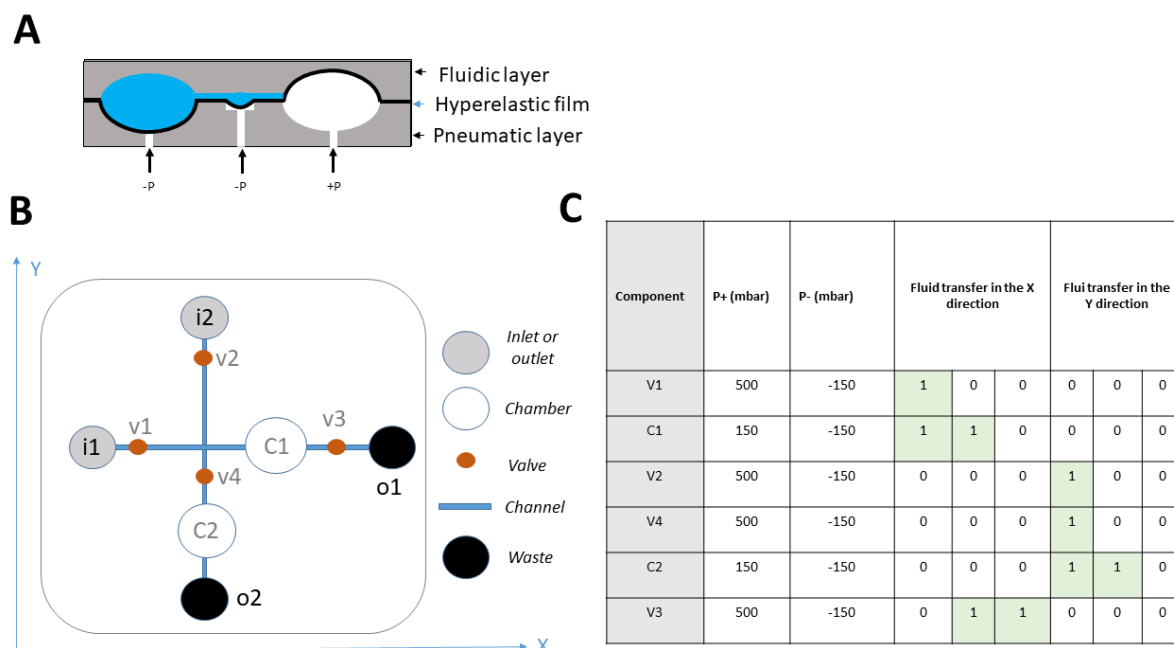 A
Fluidic layer
Hyperelastic film
Pneumatic layer
-P
-P
+P
B
Y
i2
v2
v1
v3
i1
C1
v4
o1
C2
o2
X
Inlet or
outlet
Chamber
Valve
Channel
Waste
C
Component P+ (mbar) P- (mbar) Fluid transfer in the X direction Flui transfer in the Y direction
V1 500 -150 1 0 0 0 0 0
C1 150 -150 1 1 0 0 0 0
V2 500 -150 0 0 0 1 0 0
V4 500 -150 0 0 0 1 0 0
C2 150 -150 0 0 0 1 1 0
V3 500 -150 0 1 1 0 0 0